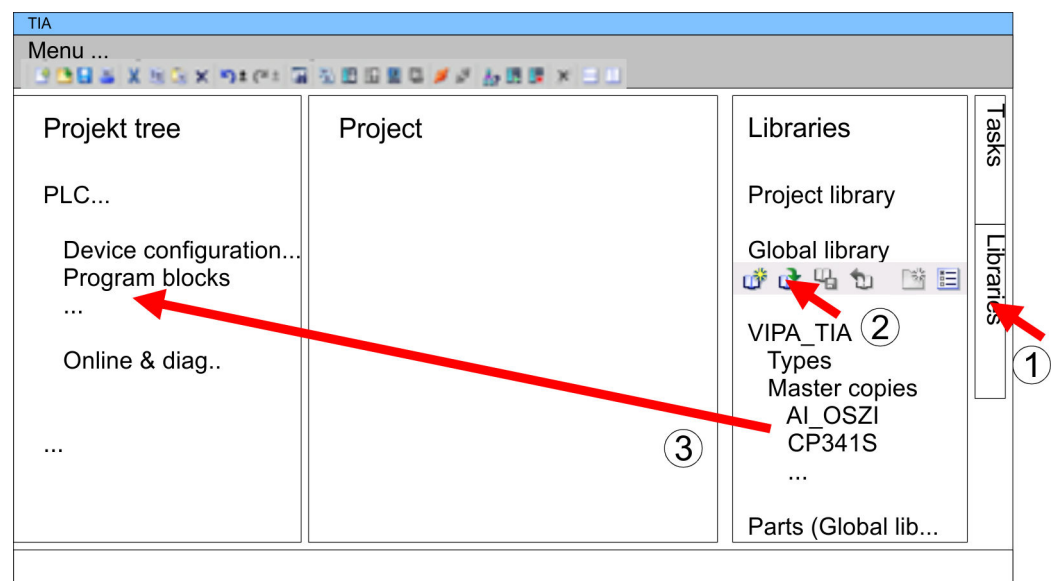 TIA
Menu ...
Projekt tree
PLC...
Device configuration...
Program blocks
...
Online & diag..
...
Project
③
Libraries
Project library
Global library
②
VIPA_TIA
Types
Master copies
AI_OSZI
CP341S
...
Parts (Global lib...
Tasks
Libraries
①